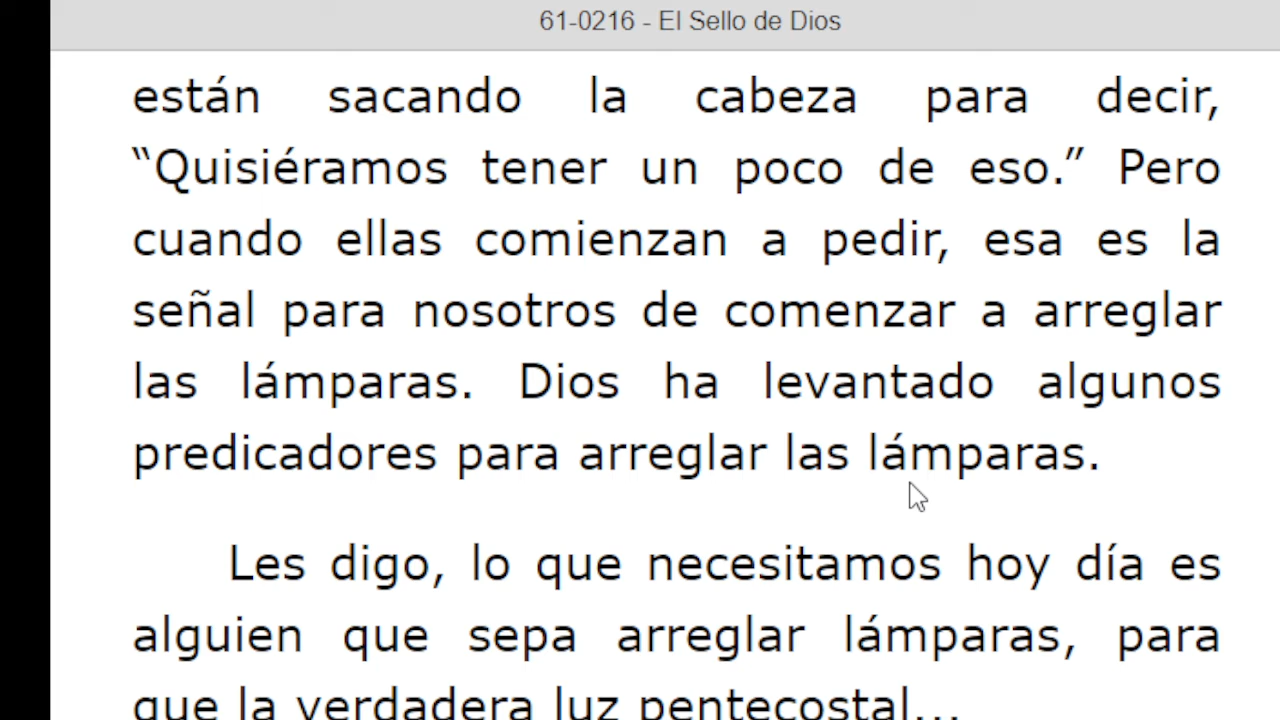 61-0216 - El Sello de Dios
están sacando la cabeza para decir,
“Quisiéramos tener un poco de eso.” Pero
cuando ellas comienzan a pedir, esa es la
señal para nosotros de comenzar a arreglar
las lámparas. Dios ha levantado algunos
predicadores para arreglar las lámparas.
Les digo, lo que necesitamos hoy día es
alguien que sepa arreglar lámparas, para
que la verdadera luz pentecostal...